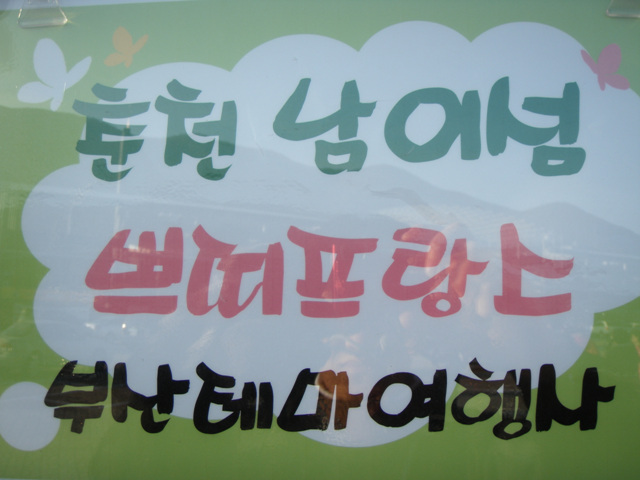 춘천 남이섬
쁘띠프랑스
부산테마여행사